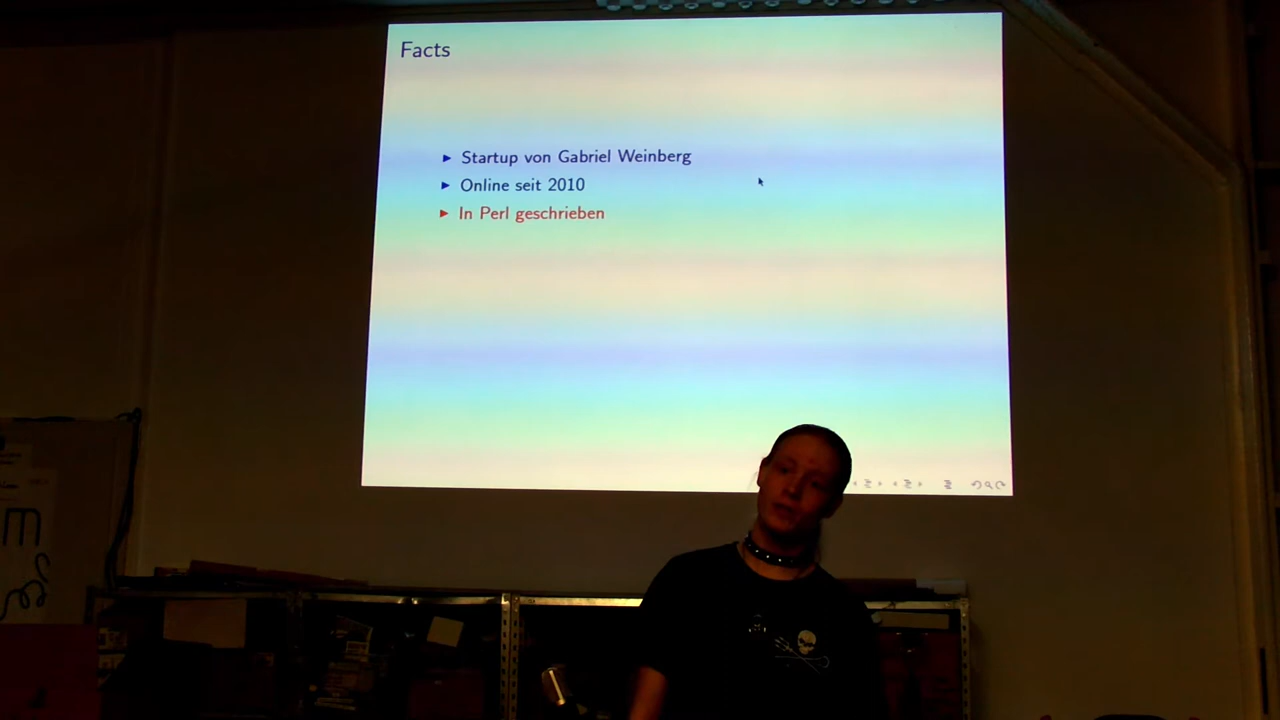 Facts
Startup von Gabriel Weinberg
Online seit 2010
In Perl geschrieben